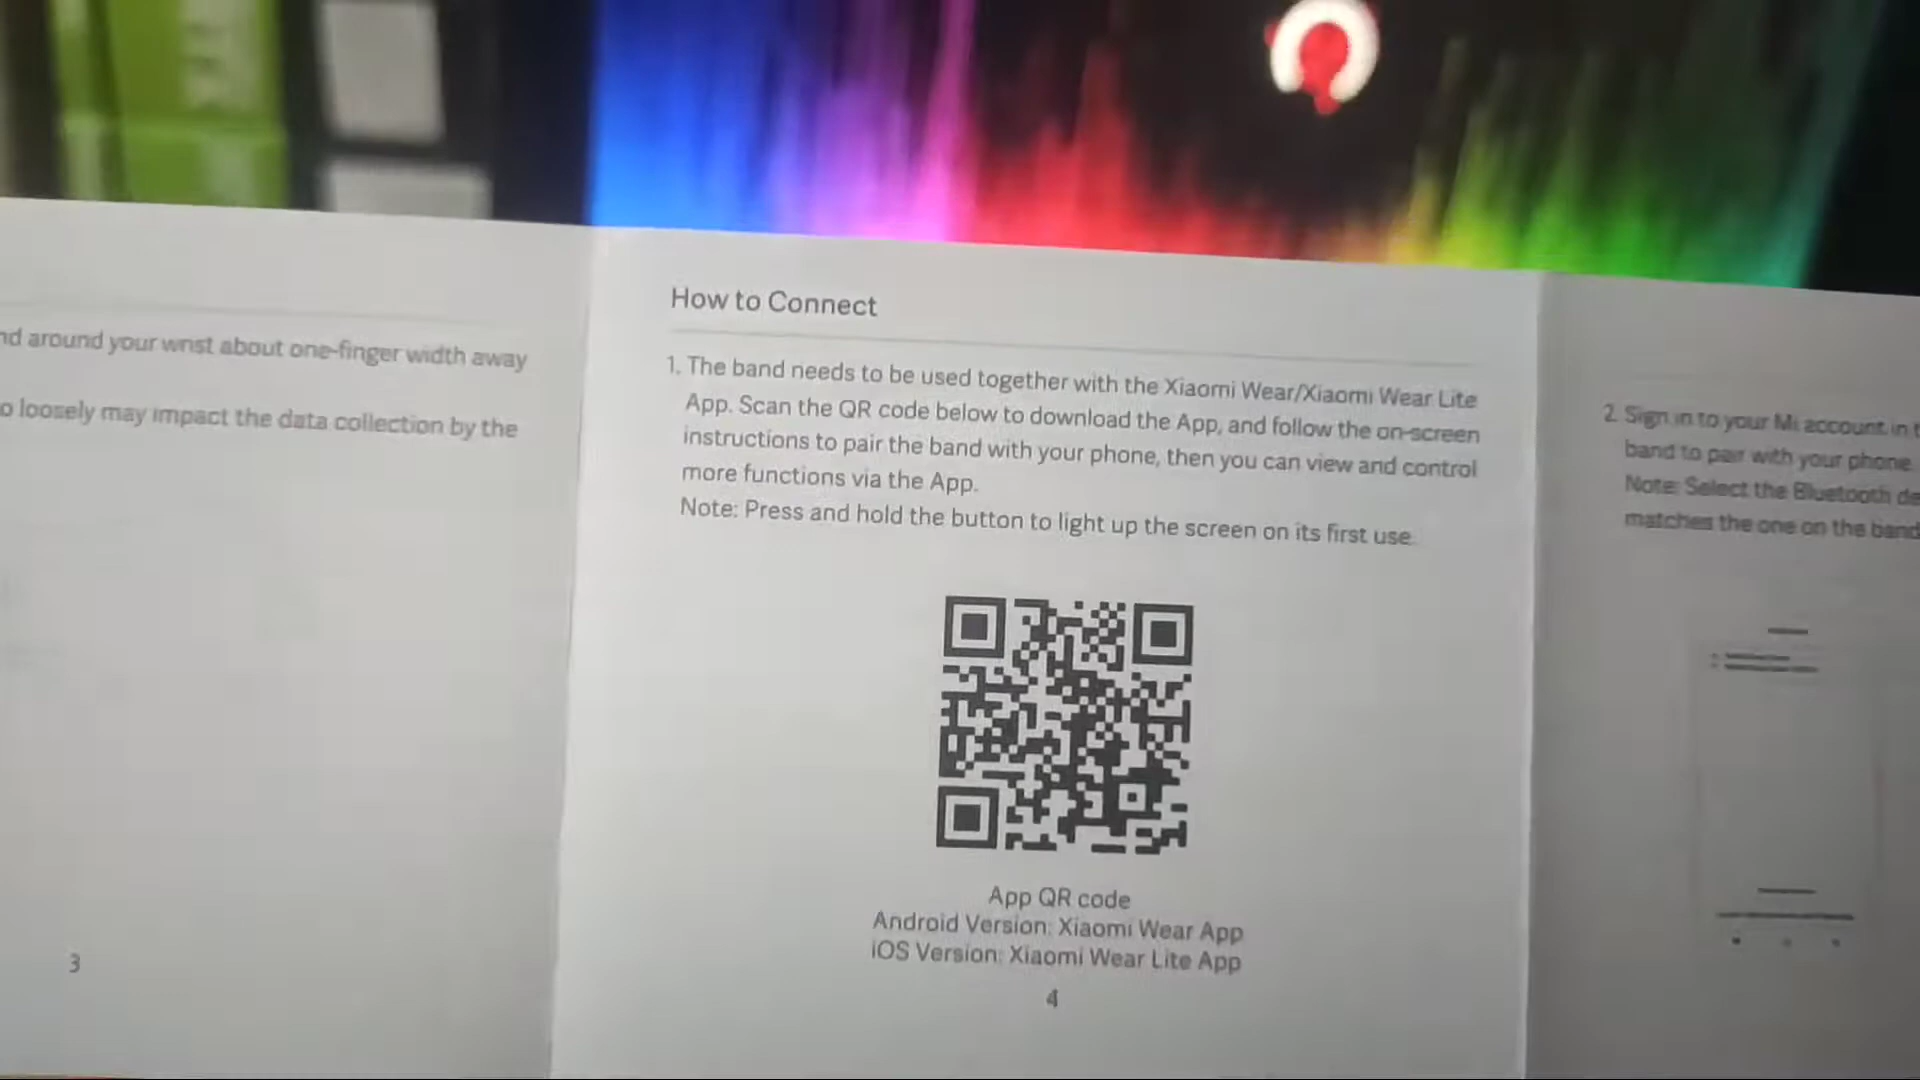 nd around your wrist about one-finger width away
o loosely may impact the data collection by the
3
How to Connect
1. The band needs to be used together with the Xiaomi Wear/Xiaomi Wear Lite
App. Scan the QR code below to download the App, and follow the on-screen
instructions to pair the band with your phone, then you can view and control
more functions via the App.
Note: Press and hold the button to light up the screen on its first use.
App QR code
Android Version: Xiaomi Wear App
iOS Version: Xiaomi Wear Lite App
4
2. Sign in to your Mi account in t
band to pair with your phone.
Note: Select the Bluetooth de
matches the one on the band